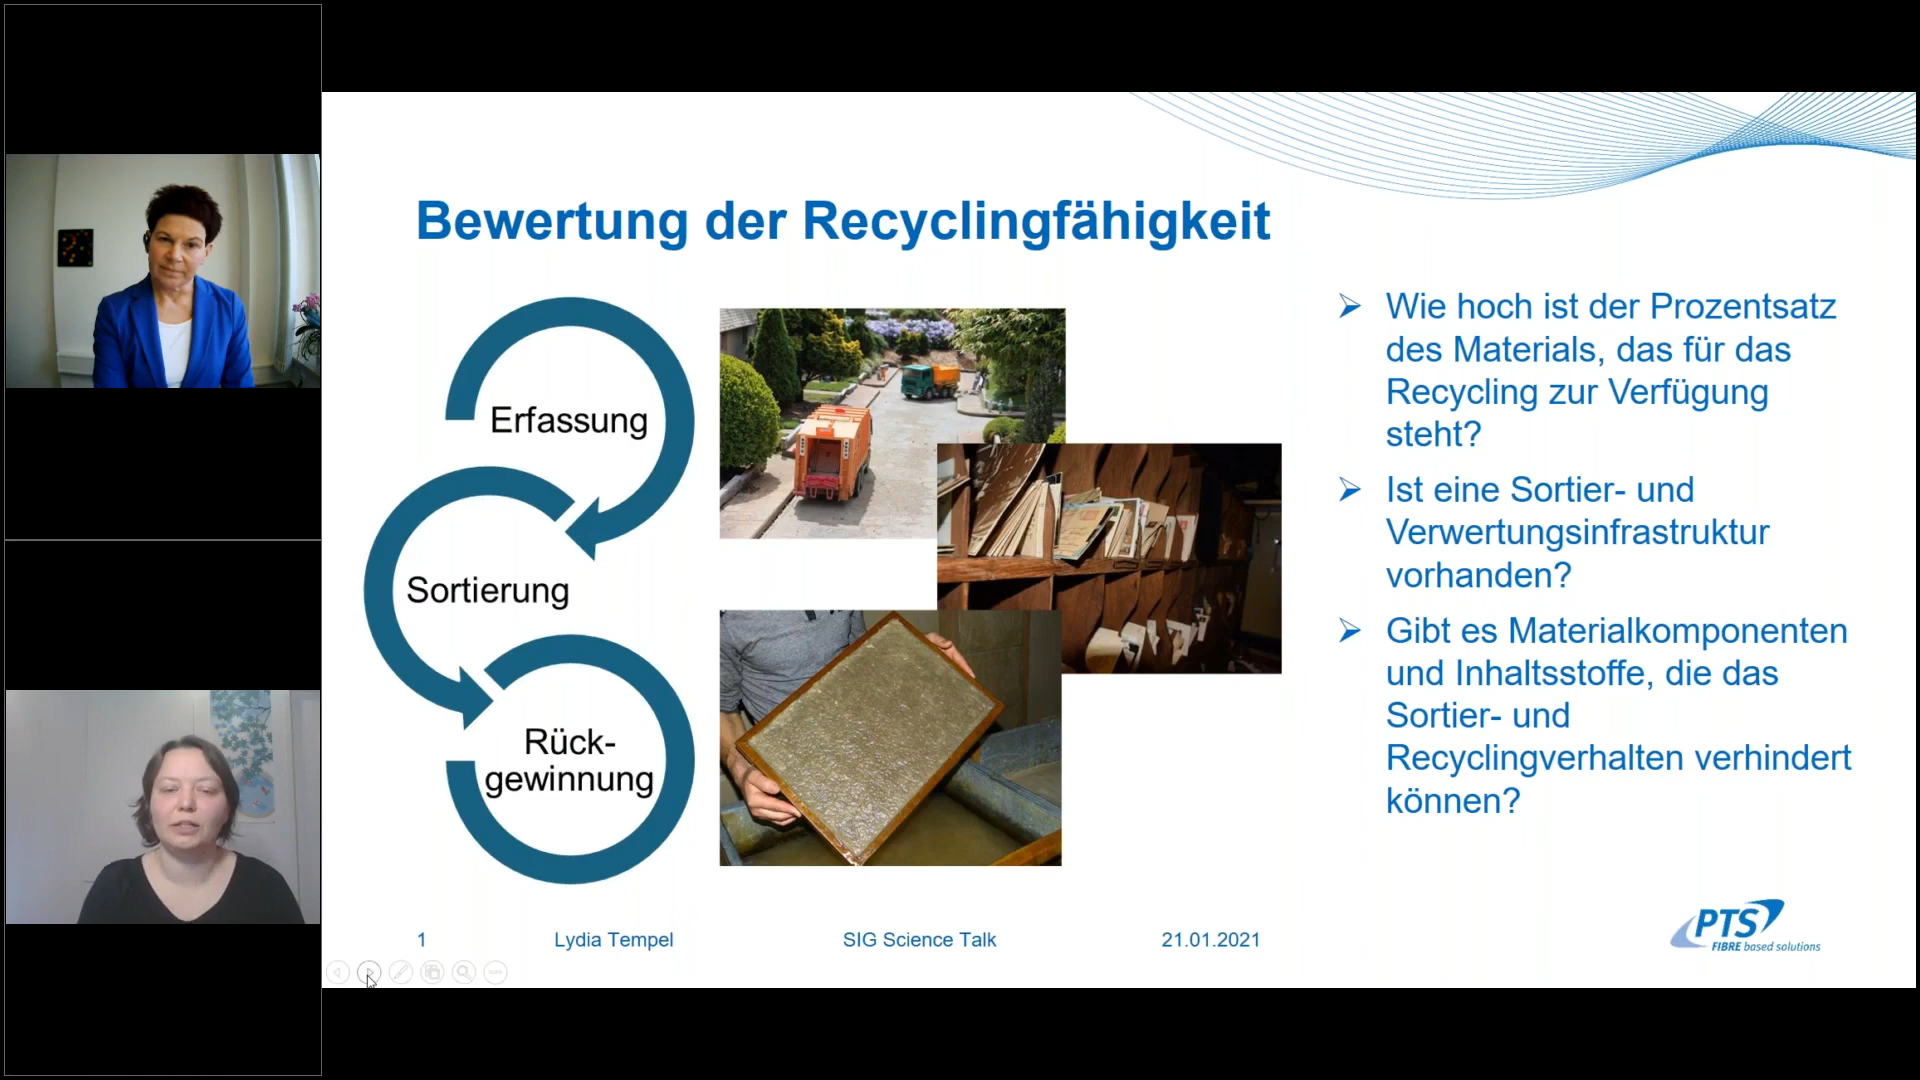 Bewertung der Recyclingfähigkeit
Erfassung
Sortierung
Rück-
gewinnung
Wie hoch ist der Prozentsatz
des Materials, das für das
Recycling zur Verfügung
steht?
Ist eine Sortier- und
Verwertungsinfrastruktur
vorhanden?
Gibt es Materialkomponenten
und Inhaltsstoffe, die das
Sortier- und
Recyclingverhalten verhindert
können?
1
Lydia Tempel
SIG Science Talk
21.01.2021
PTS
FIBRE based solutions